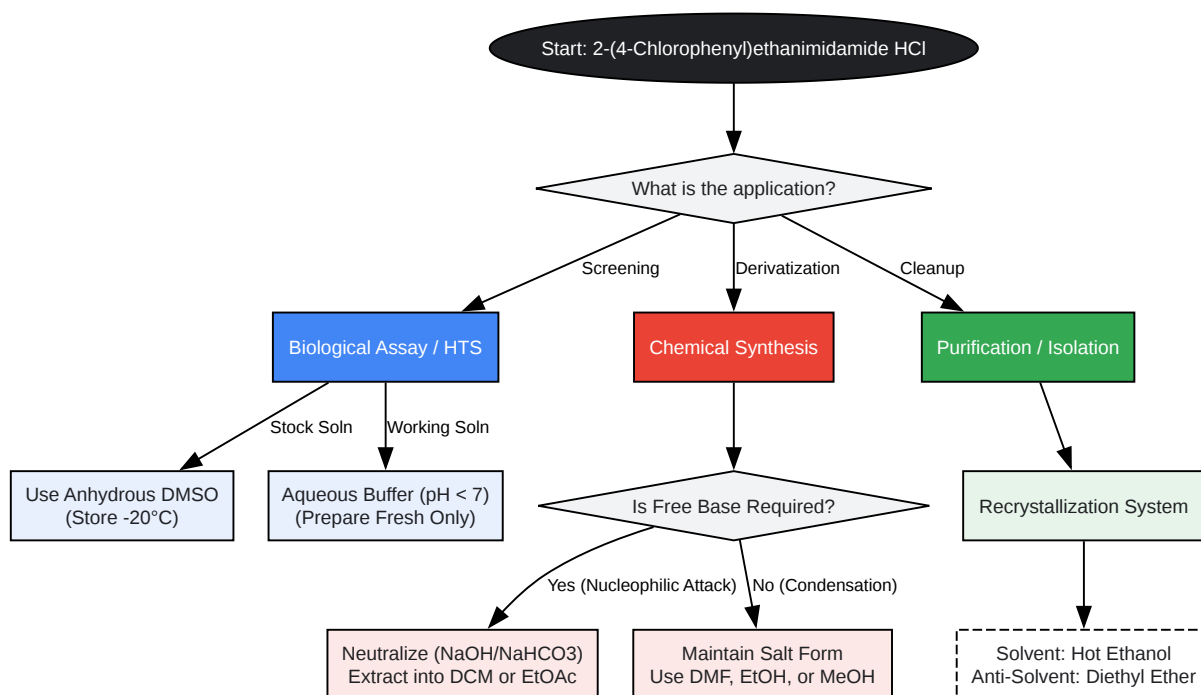 Start: 2-(4-Chlorophenyl)ethanimidamide HCl
What is the application?
Screening
Derivatization
Cleanup
Biological Assay / HTS
Chemical Synthesis
Purification / Isolation
Stock Soln
Working Soln
Use Anhydrous DMSO
(Store -20°C)
Aqueous Buffer (pH < 7)
(Prepare Fresh Only)
Is Free Base Required?
Recrystallization System
Yes (Nucleophilic Attack)
No (Condensation)
Neutralize (NaOH/NaHCO3)
Extract into DCM or EtOAc
Maintain Salt Form
Use DMF, EtOH, or MeOH
Solvent: Hot Ethanol
Anti-Solvent: Diethyl Ether